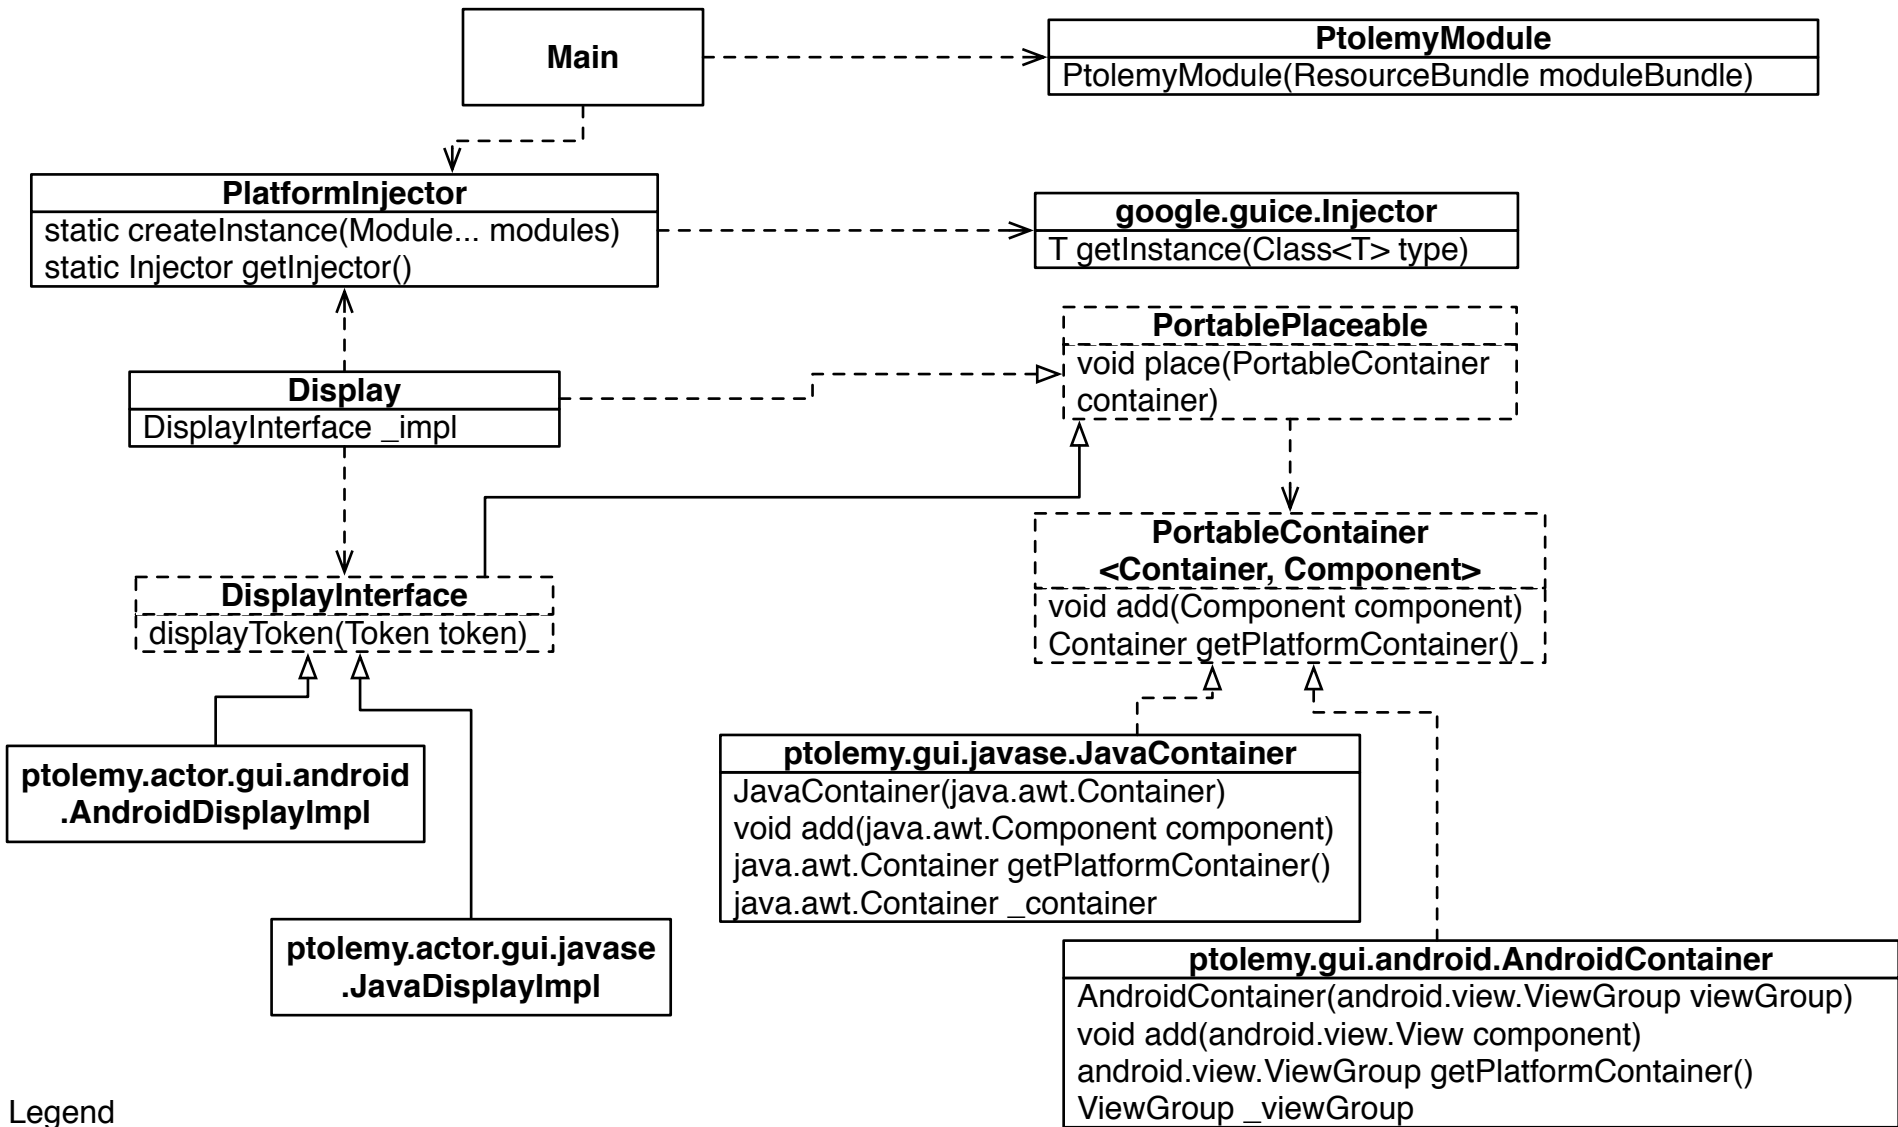 Main
PtolemyModule
PtolemyModule(ResourceBundle moduleBundle)
PlatformInjector
static createInstance(Module... modules)
static Injector getInjector()
google.guice.Injector
T getInstance(Class<T> type)
PortablePlaceable
void place(PortableContainer
container)
Display
DisplayInterface _impl
PortableContainer
<Container, Component>
void add(Component component)
Container getPlatformContainer()
DisplayInterface
displayToken(Token token)
ptolemy.actor.gui.android
.AndroidDisplayImpl
ptolemy.gui.javase.JavaContainer
JavaContainer(java.awt.Container)
void add(java.awt.Component component)
java.awt.Container getPlatformContainer()
java.awt.Container _container
ptolemy.actor.gui.javase
.JavaDisplayImpl
ptolemy.gui.android.AndroidContainer
AndroidContainer(android.view.ViewGroup viewGroup)
void add(android.view.View component)
android.view.ViewGroup getPlatformContainer()
ViewGroup _viewGroup
Legend